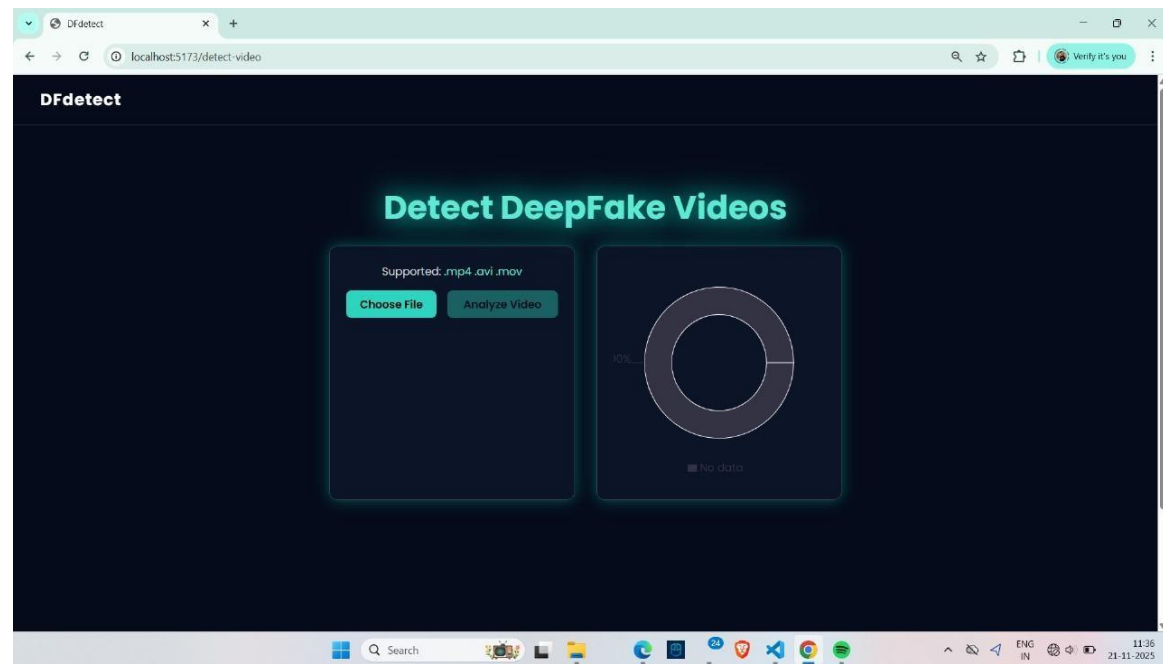 DFdetect
localhost:5173/detect-video
Verify it's you
DFdetect
Detect DeepFake Videos
Supported: .mp4 .avi .mov
Choose File
Analyze Video
No data
Search
24
ENG
IN
11:36
21-11-2025